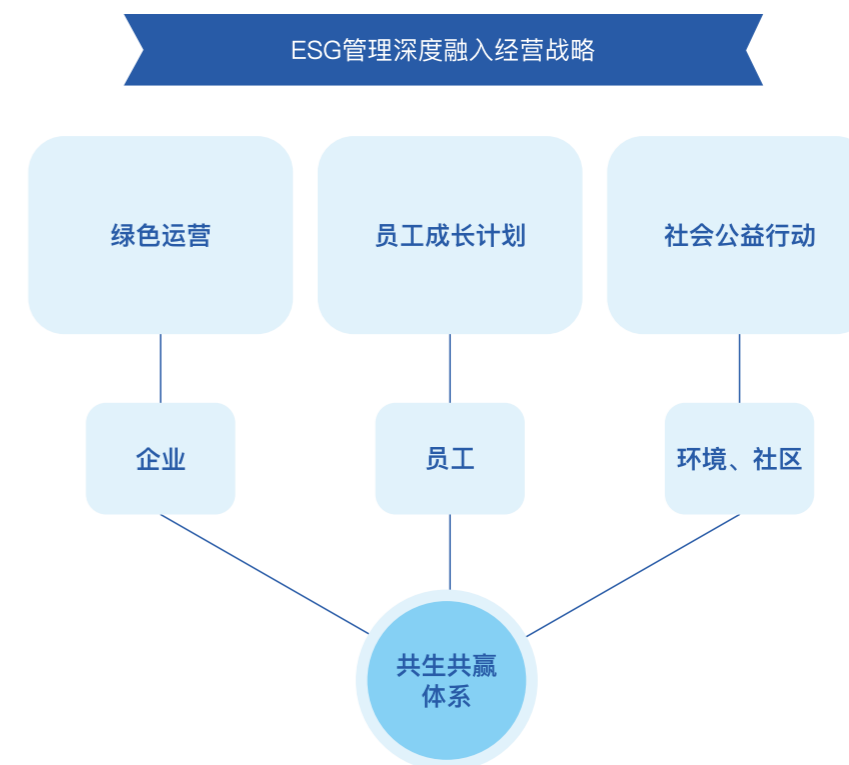 ESG管理深度融入经营战略
绿色运营
员工成长计划
社会公益行动
企业
员工
环境、社区
共生共赢
体系